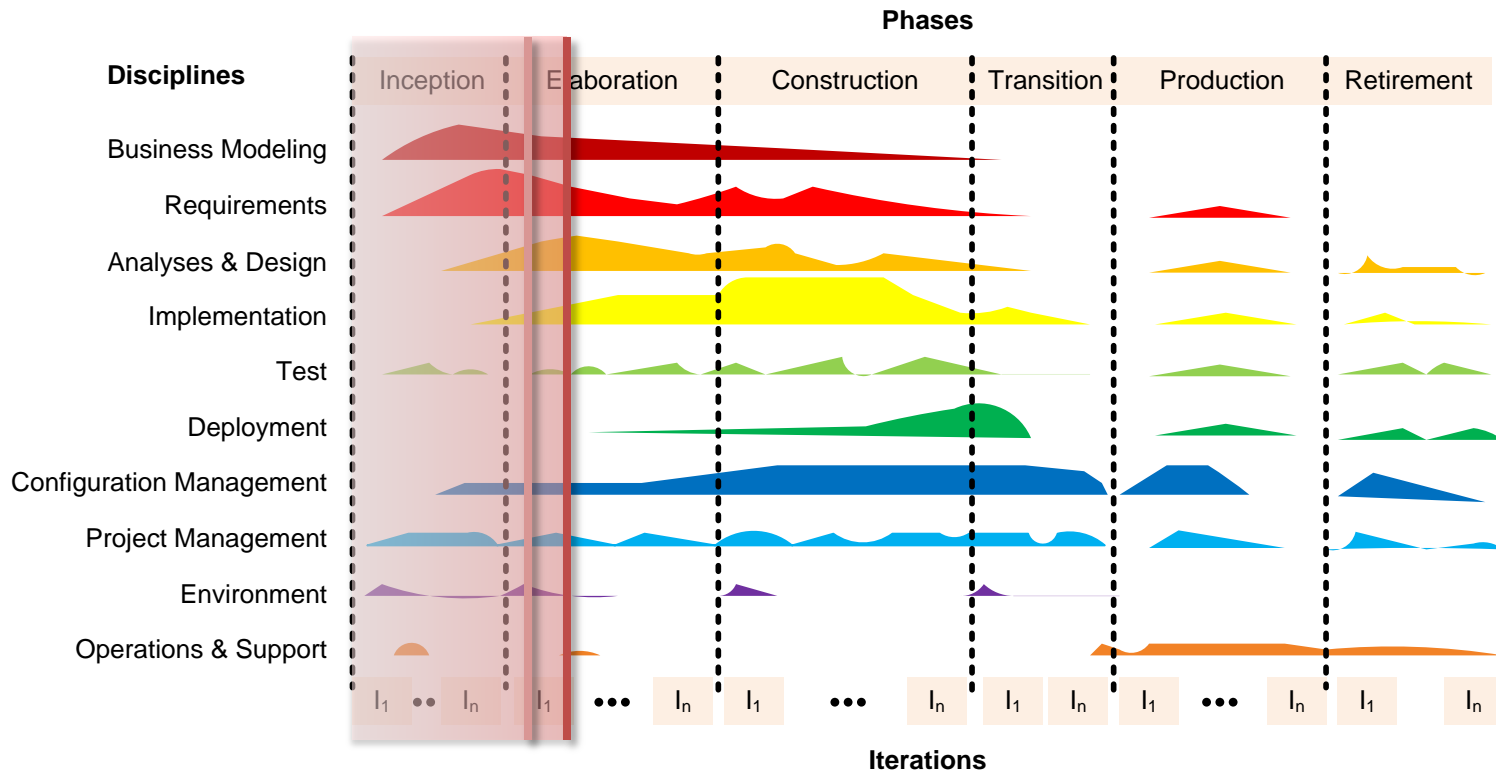 Phases
Disciplines
Inception Elaboration Construction Transition Production Retirement
Business Modeling
Requirements
Analyses & Design
Implementation
Test
Deployment
Configuration Management
Project Management
Environment
Operations & Support
I₁ •• Iₙ I₁ ••• Iₙ I₁ ••• Iₙ I₁ Iₙ I₁ ••• Iₙ I₁ Iₙ
Iterations